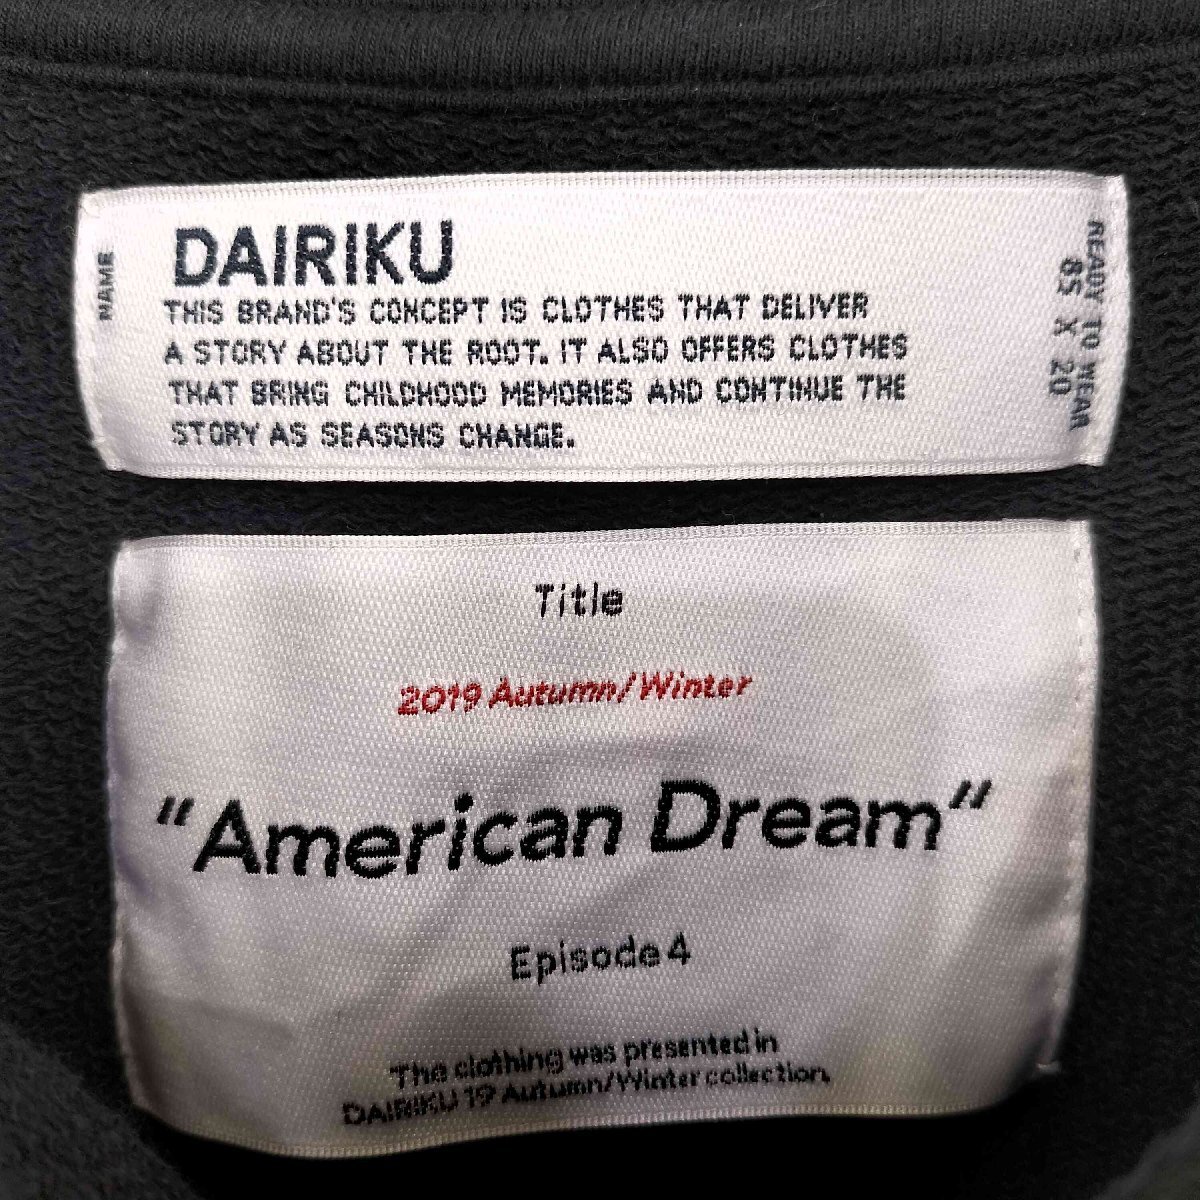 NAME
DAIRIKU
THIS BRAND'S CONCEPT IS CLOTHES THAT DELIVER
A STORY ABOUT THE ROOT. IT ALSO OFFERS CLOTHES
THAT BRING CHILDHOOD MEMORIES AND CONTINUE THE
STORY AS SEASONS CHANGE.
READY TO WEAR
85 X 20
Title
2019 Autumn/Winter
"American Dream"
Episode 4
The clothing was presented in
DAIRIKU 19 Autumn/Winter collection.